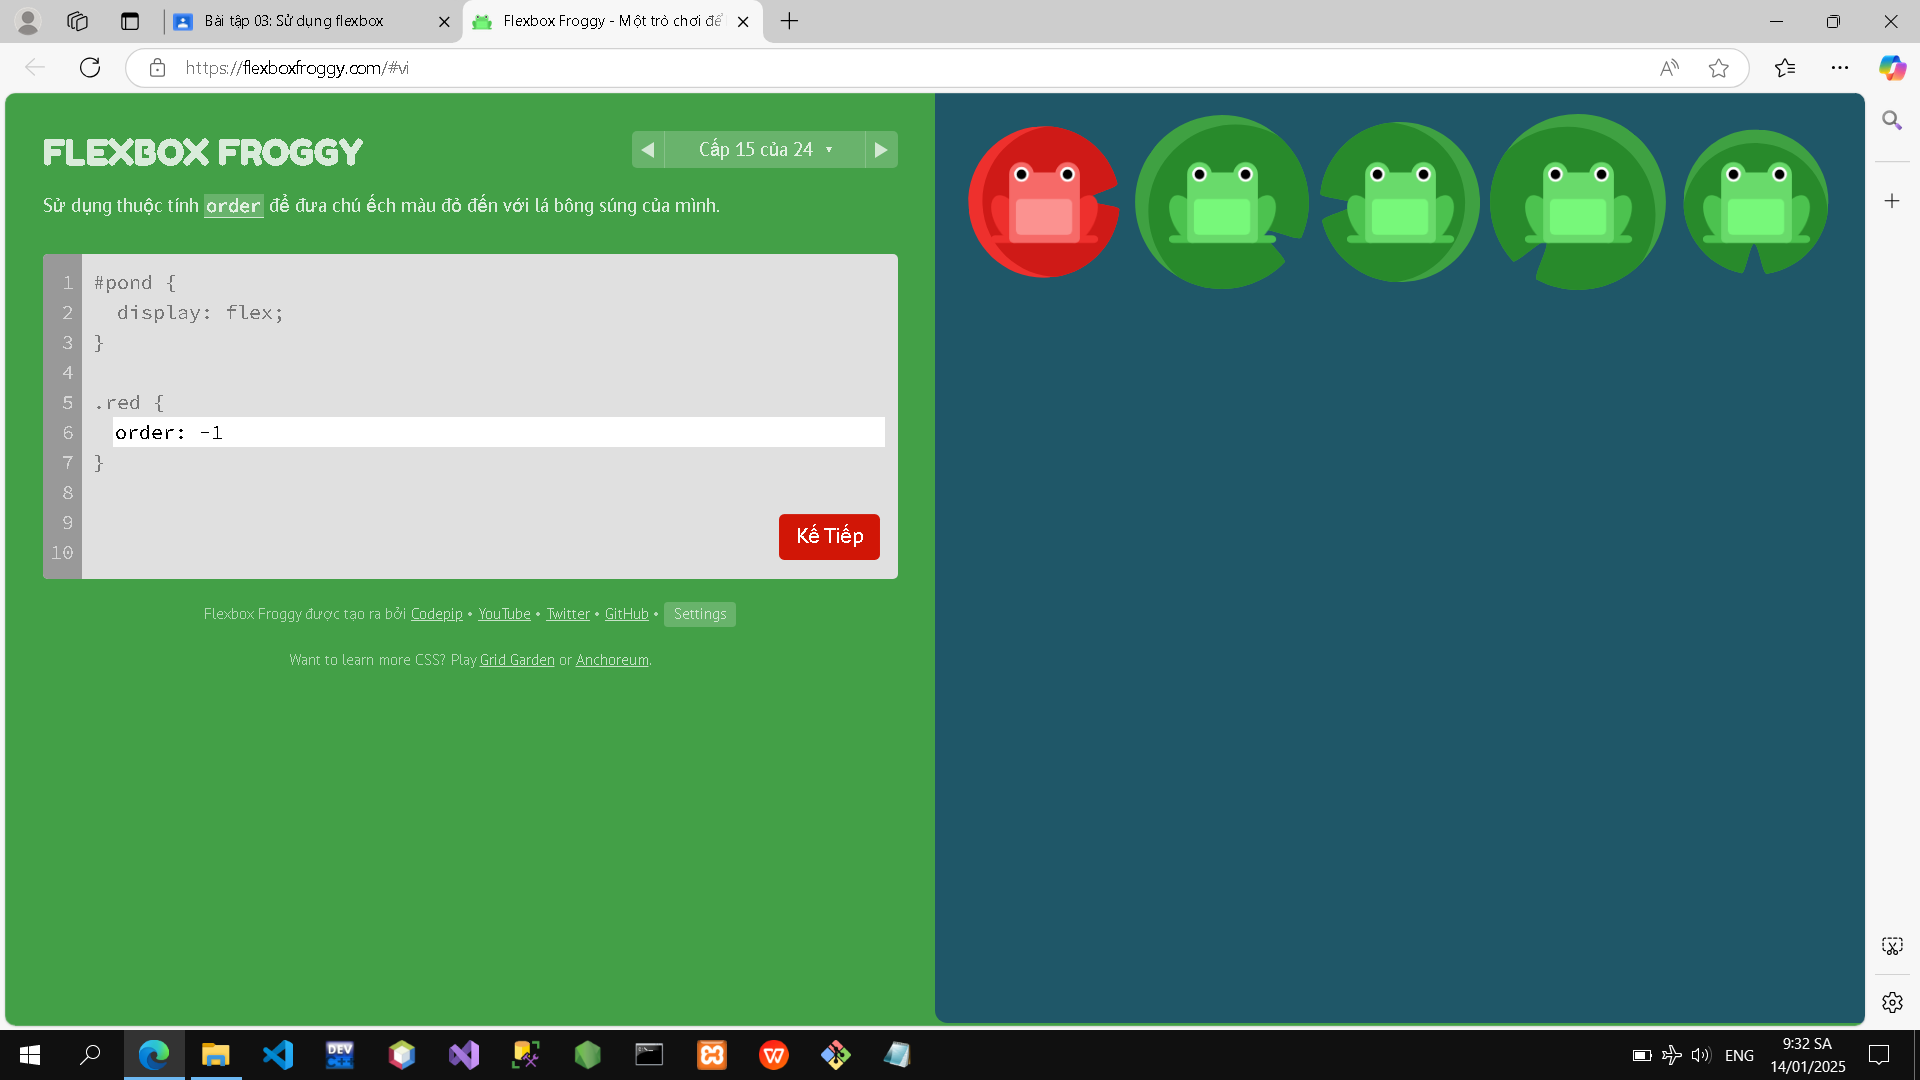 Bài tập 03: Sử dụng flexbox
Flexbox Froggy - Một trò chơi để
https://flexboxfroggy.com/#vi
FLEXBOX FROGGY
Cấp 15 của 24
Sử dụng thuộc tính order để đưa chú ếch màu đỏ đến với lá bông súng của mình.
1 #pond {
2 display: flex;
3 }
4
5 .red {
6 order: -1
7 }
8
9
10
Kế Tiếp
Flexbox Froggy được tạo ra bởi Codepip • YouTube • Twitter • GitHub • Settings
Want to learn more CSS? Play Grid Garden or Anchoreum.
DEV C++
ENG
9:32 SA
14/01/2025